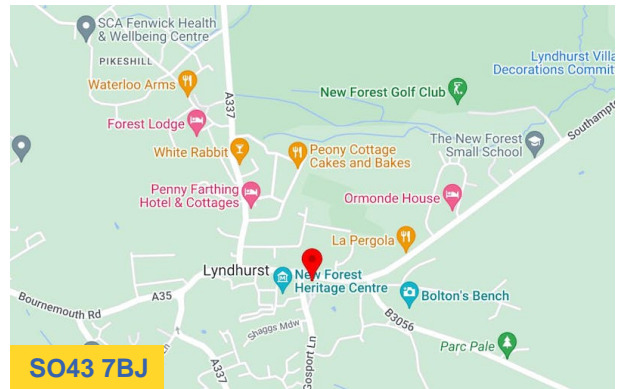 SCA Fenwick Health
& Wellbeing Centre
PIKESHILL
Waterloo Arms
A337
Lyndhurst Villa
Decorations Commit
New Forest Golf Club
Southampto
Forest Lodge
The New Forest
Small School
White Rabbit
Peony Cottage
Cakes and Bakes
Penny Farthing
Hotel & Cottages
Ormonde House
A337
La Pergola
Lyndhurst
New Forest
Heritage Centre
Bolton's Bench
Bournemouth Rd
A35
B3056
Shaggs Mdw
Gosport Ln
Parc Pale
SO43 7BJ